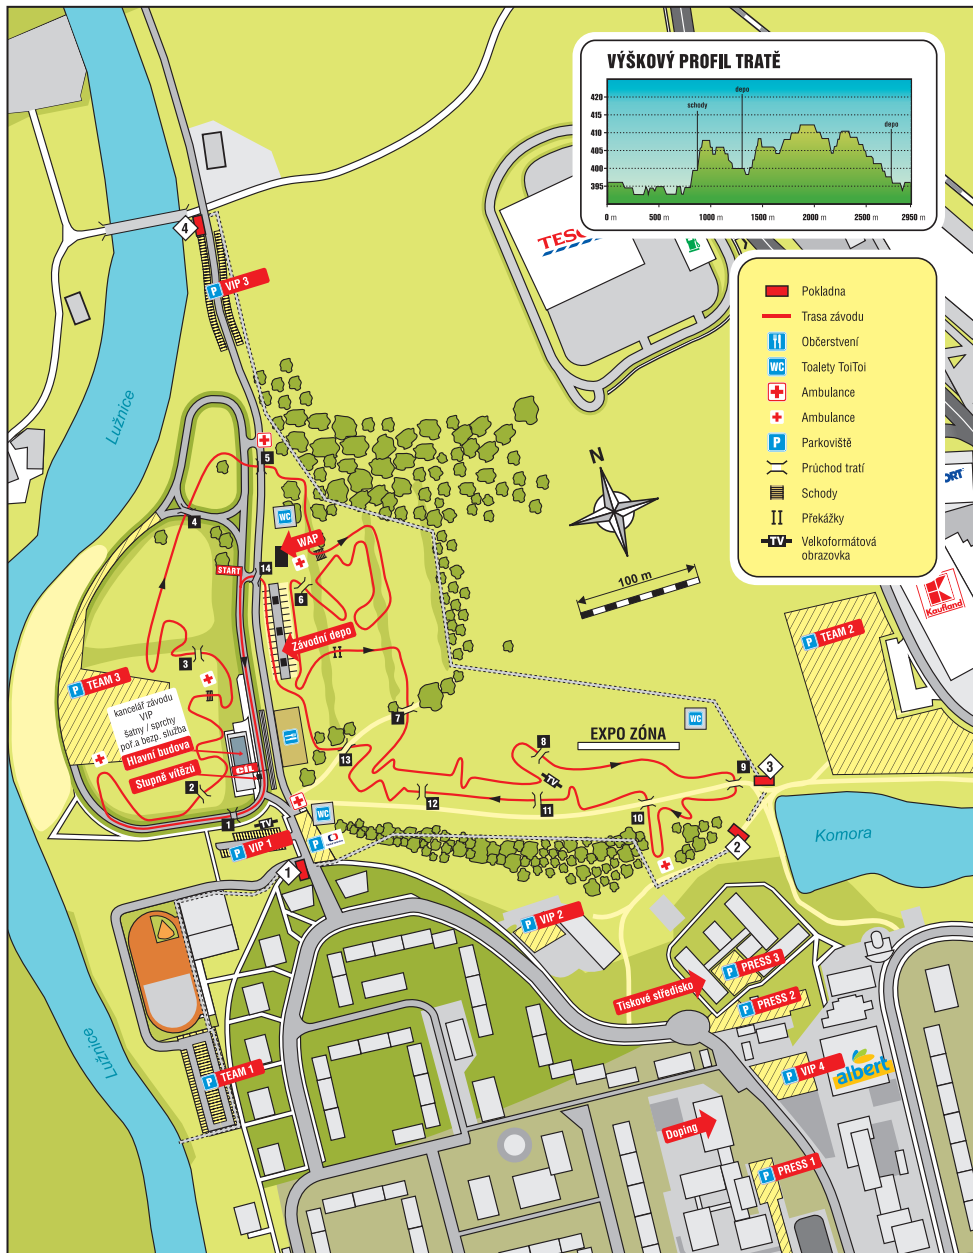 VÝŠKOVÝ PROFIL TRATĚ
420
415
410
405
400
395
schody
depo
depo
0 m
500 m
1000 m
1500 m
2000 m
2500 m
2950 m
TESCO
4
P VIP 3
Pokladna
Trasa závodu
Občerstvení
WC Toalety ToiToi
Ambulance
Ambulance
P Parkoviště
Průchod tratí
Schody
Překážky
TV Velkoformátová
obrazovka
Lužnice
N
100 m
Kaufland
5
4
WC
WAP
START
14
6
Závodní depo
3
P TEAM 3
P TEAM 2
kancelář závodu
VIP
šatny / sprchy
poř.a bezp. služba
Hlavní budova
CÍL
Stupně vítězů
7
WC
EXPO ZÓNA
8
13
TV
9
3
2
12
11
10
1
TV
WC
P
P VIP 1
1
2
Komora
P VIP 2
P PRESS 3
Tiskové středisko
P PRESS 2
Lužnice
P TEAM 1
P VIP 4
albert
Doping
P PRESS 1